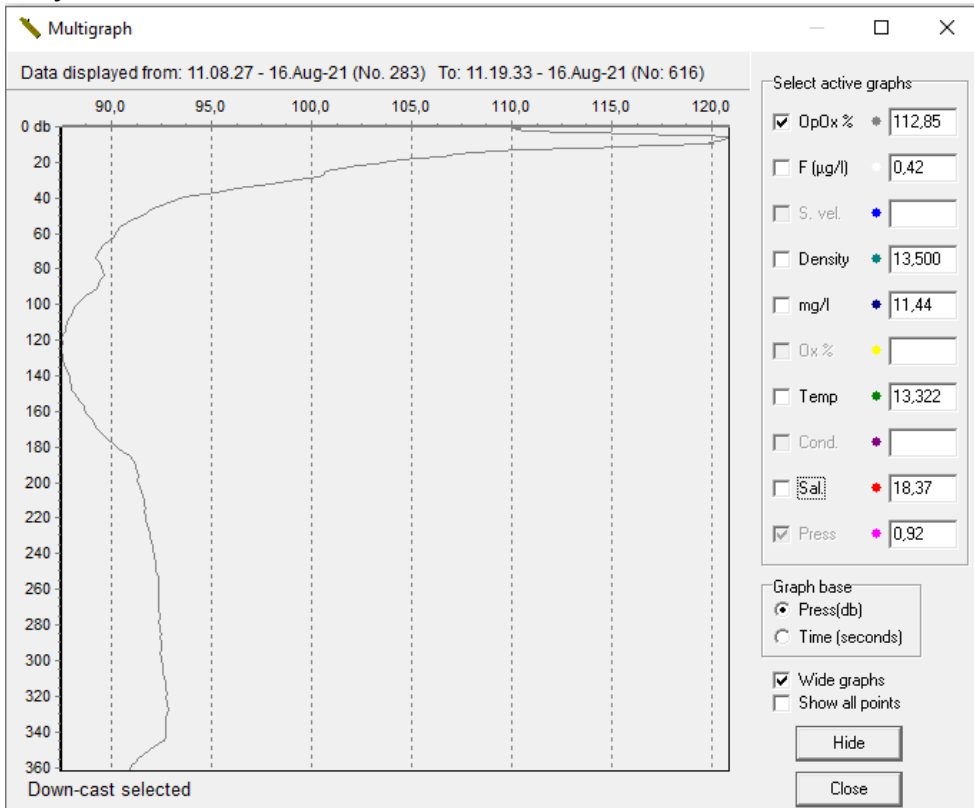 Multigraph
Data displayed from: 11.08.27 - 16.Aug-21 (No. 283) To: 11.19.33 - 16.Aug-21 (No: 616)
90,0 95,0 100,0 105,0 110,0 115,0 120,0
0 db
20
40
60
80
100
120
140
160
180
200
220
240
260
280
300
320
340
360
Down-cast selected
Select active graphs
OpOx % 112,85
F (µg/l) 0,42
S. vel.
Density 13,500
mg/l 11,44
Ox %
Temp 13,322
Cond.
Sal. 18,37
Press 0,92
Graph base
Press(db)
Time (seconds)
Wide graphs
Show all points
Hide
Close